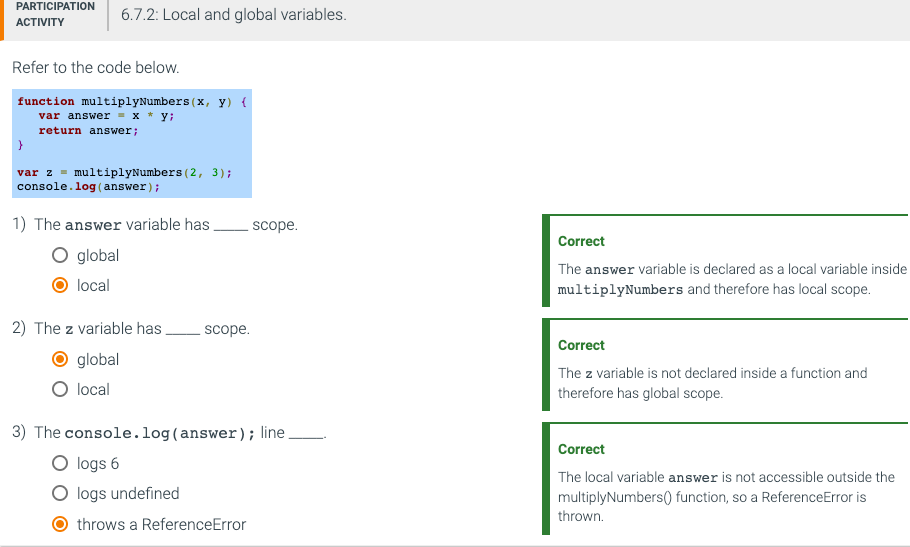 PARTICIPATION
ACTIVITY
6.7.2: Local and global variables.
Refer to the code below.
function multiplyNumbers(x, y) {
   var answer = x * y;
   return answer;
}
var z = multiplyNumbers(2, 3);
console.log(answer);
1) The answer variable has ____ scope.
global
local
Correct
The answer variable is declared as a local variable inside
multiplyNumbers and therefore has local scope.
2) The z variable has ____ scope.
global
local
Correct
The z variable is not declared inside a function and
therefore has global scope.
3) The console.log(answer); line ____.
logs 6
logs undefined
throws a ReferenceError
Correct
The local variable answer is not accessible outside the
multiplyNumbers() function, so a ReferenceError is
thrown.